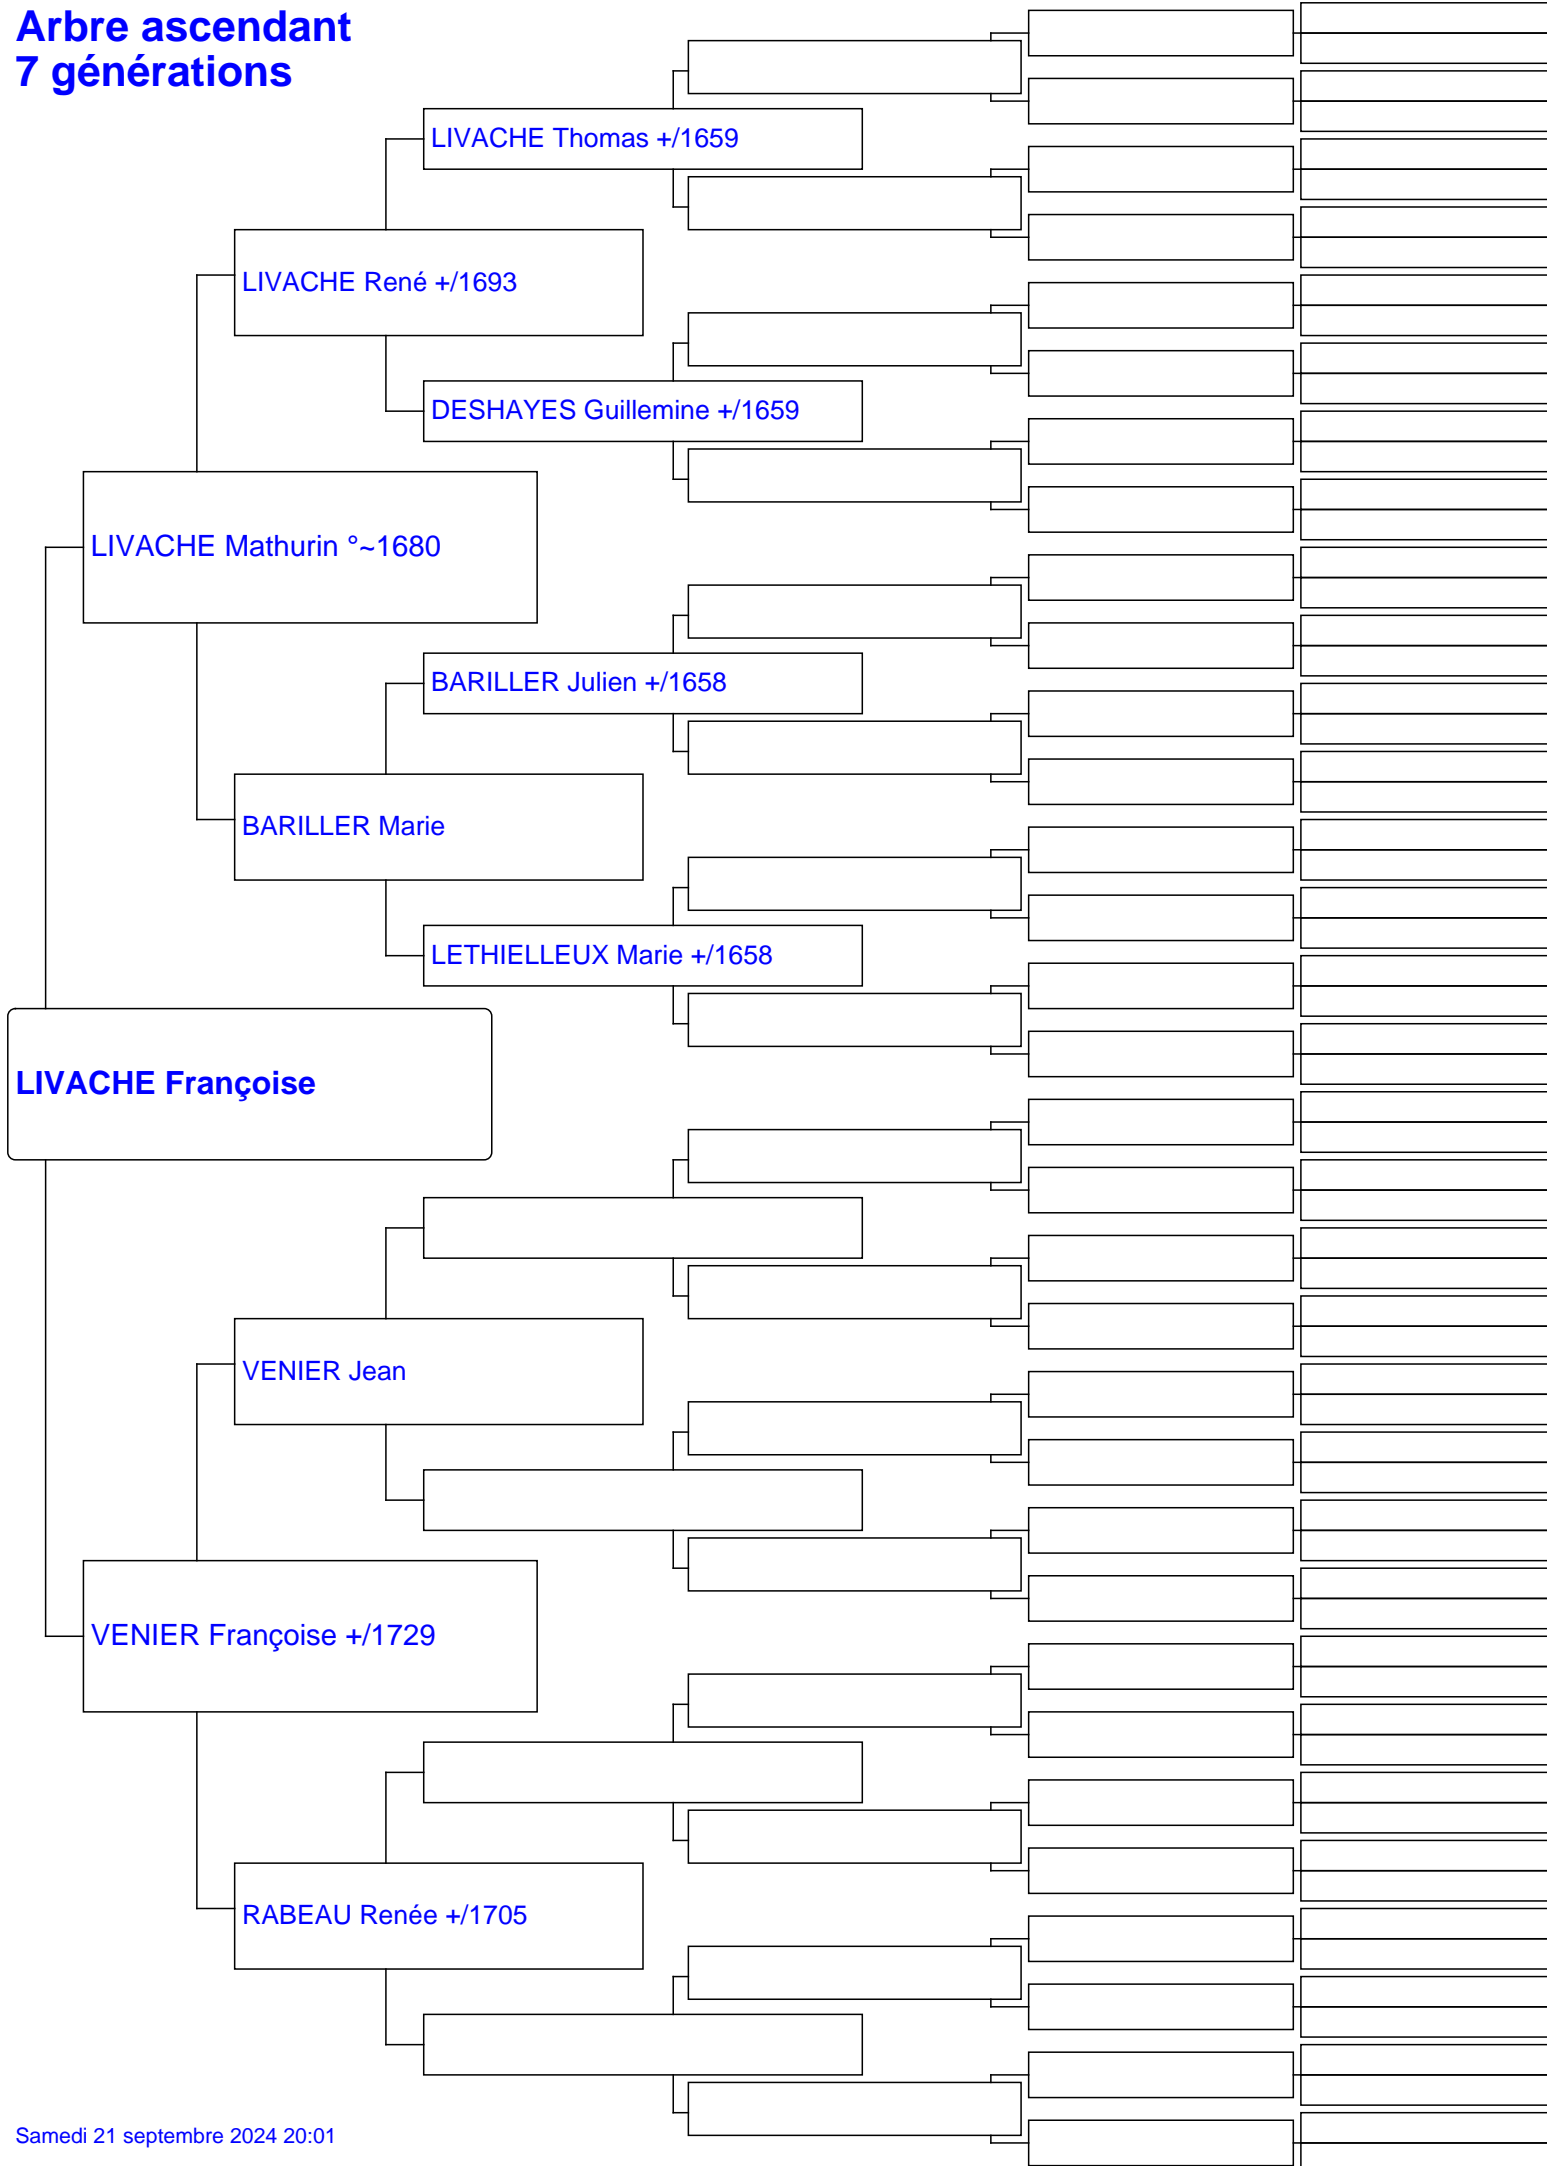 Arbre ascendant
7 générations
LIVACHE Thomas +/1659
LIVACHE René +/1693
DESHAYES Guillemine +/1659
LIVACHE Mathurin °~1680
BARILLER Julien +/1658
BARILLER Marie
LETHIELLEUX Marie +/1658
LIVACHE Françoise
VENIER Jean
VENIER Françoise +/1729
RABEAU Renée +/1705
Samedi 21 septembre 2024 20:01